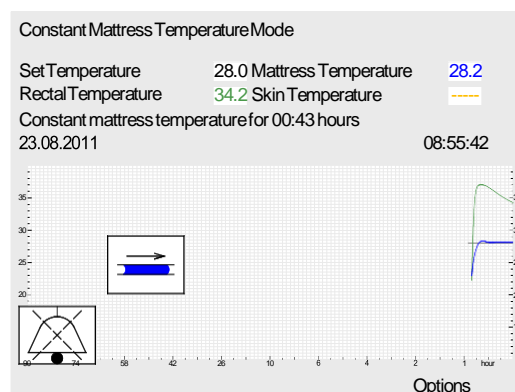 Constant Mattress Temperature Mode
Set Temperature 28.0 Mattress Temperature 28.2
Rectal Temperature 34.2 Skin Temperature -----
Constant mattress temperature for 00:43 hours
23.08.2011 08:55:42
35
30
25
20
90 74 58 42 26 10 6 4 2 1 hour
Options